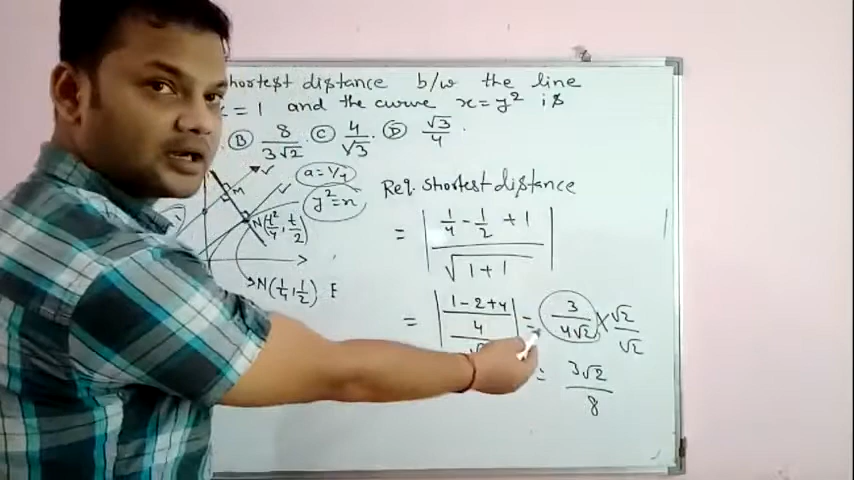 shortest distance b/w the line
= 1 and the curve x = y² is
(B) 8/3√2 . (C) 4/√3 . (D) √3/4 .
a = 1/4
y² = x
M
N(t²/4, t/2)
N(1/4, 1/2)
Req. shortest distance
= | (1/4 - 1/2 + 1) / √(1+1) |
= | ((1-2+4)/4) / √ | = 3/4√2 × √2/√2
= 3√2/8